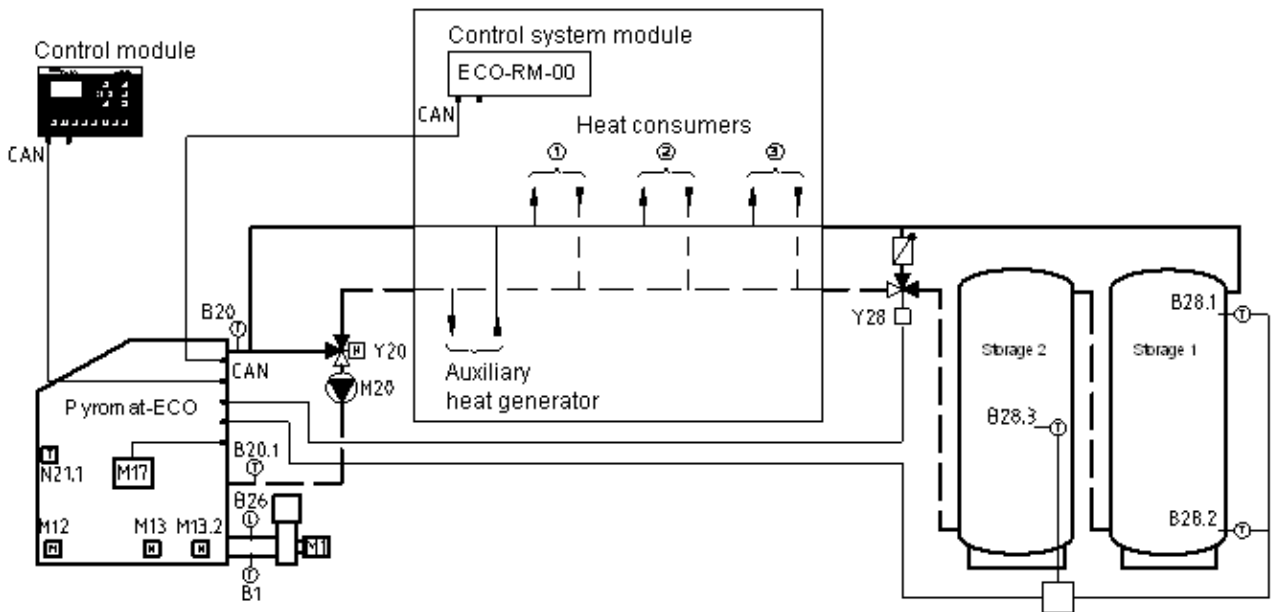 Control module
CAN
Control system module
ECO-RM-00
CAN
Heat consumers
① ② ③
B20 T
CAN
Y20
M20
Auxiliary
heat generator
Pyromat-ECO
T
N21.1
M17
B20.1
T
B26
L
M12
M
M13
M13.2
M1
T
B1
Y28
Storage 2
B28.3 T
Storage 1
B28.1 T
B28.2 T